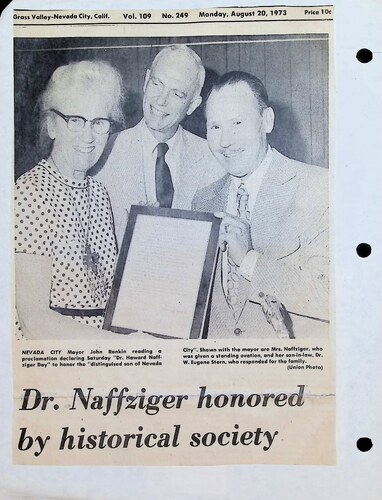 Grass Valley-Nevada City, Calif. Vol. 109 No. 249 Monday, August 20, 1973 Price 10c
NEVADA CITY Mayor John Rankin reading a
proclamation declaring Saturday "Dr. Howard Naff-
ziger Day" to honor the "distinguished son of Nevada
City". Shown with the mayor are Mrs. Naffziger, who
was given a standing ovation, and her son-in-law, Dr.
W. Eugene Stern, who responded for the family.
(Union Photo)
Dr. Naffziger honored
by historical society